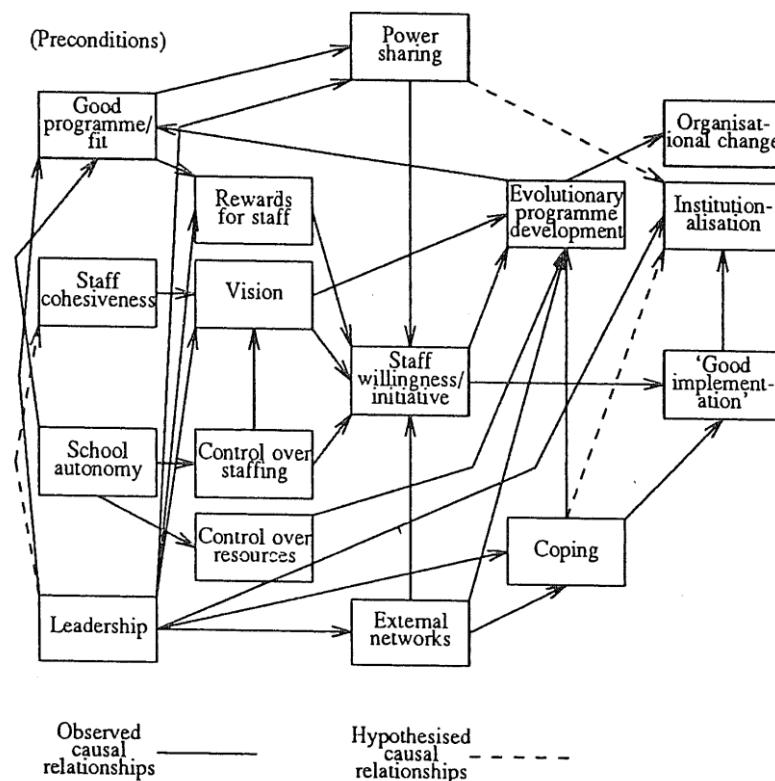 (Preconditions)
Power
sharing
Good
programme/
fit
Organisat-
ational change
Rewards
for staff
Evolutionary
programme
development
Institution-
alisation
Staff
cohesiveness
Vision
Staff
willingness/
initiative
'Good
implement-
ation'
School
autonomy
Control over
staffing
Control over
resources
Coping
Leadership
External
networks
Observed
causal
relationships
Hypothesised
causal
relationships